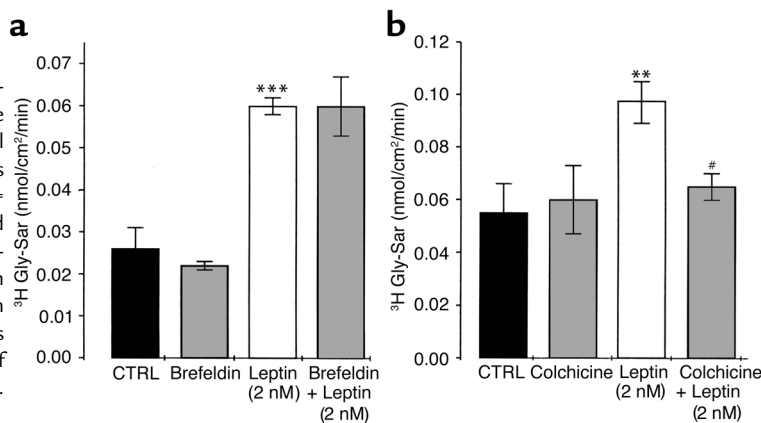 a
³H Gly-Sar (nmol/cm²/min)
0.07
0.06
0.05
0.04
0.03
0.02
0.01
0.00
***
CTRL
Brefeldin
Leptin
(2 nM)
Brefeldin
+ Leptin
(2 nM)
b
³H Gly-Sar (nmol/cm²/min)
0.12
0.10
0.08
0.06
0.04
0.02
0.00
**
#
CTRL
Colchicine
Leptin
(2 nM)
Colchicine
+ Leptin
(2 nM)